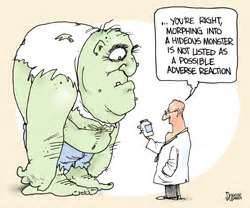 ... YOU'RE RIGHT,
MORPHING INTO
A HIDEOUS MONSTER
IS NOT LISTED AS
A POSSIBLE
ADVERSE REACTION